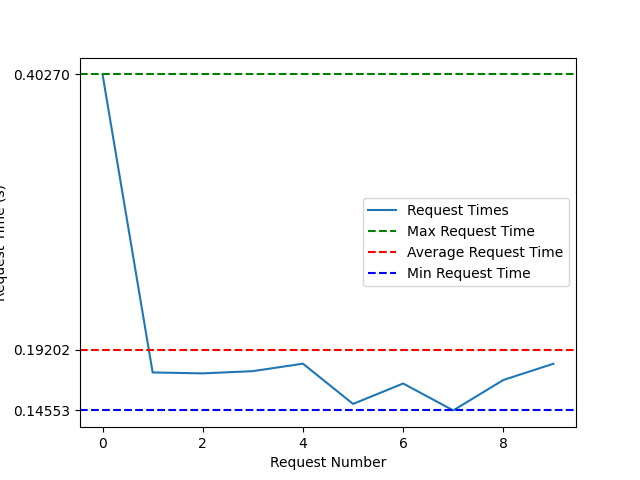 0.40270
0.19202
0.14553
Request Time (s)
Request Times
Max Request Time
Average Request Time
Min Request Time
0
2
4
6
8
Request Number